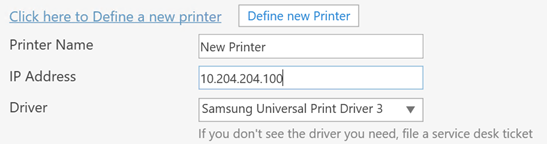 Click here to Define a new printer Define new Printer
Printer Name New Printer
IP Address 10.204.204.100
Driver Samsung Universal Print Driver 3
If you don't see the driver you need, file a service desk ticket